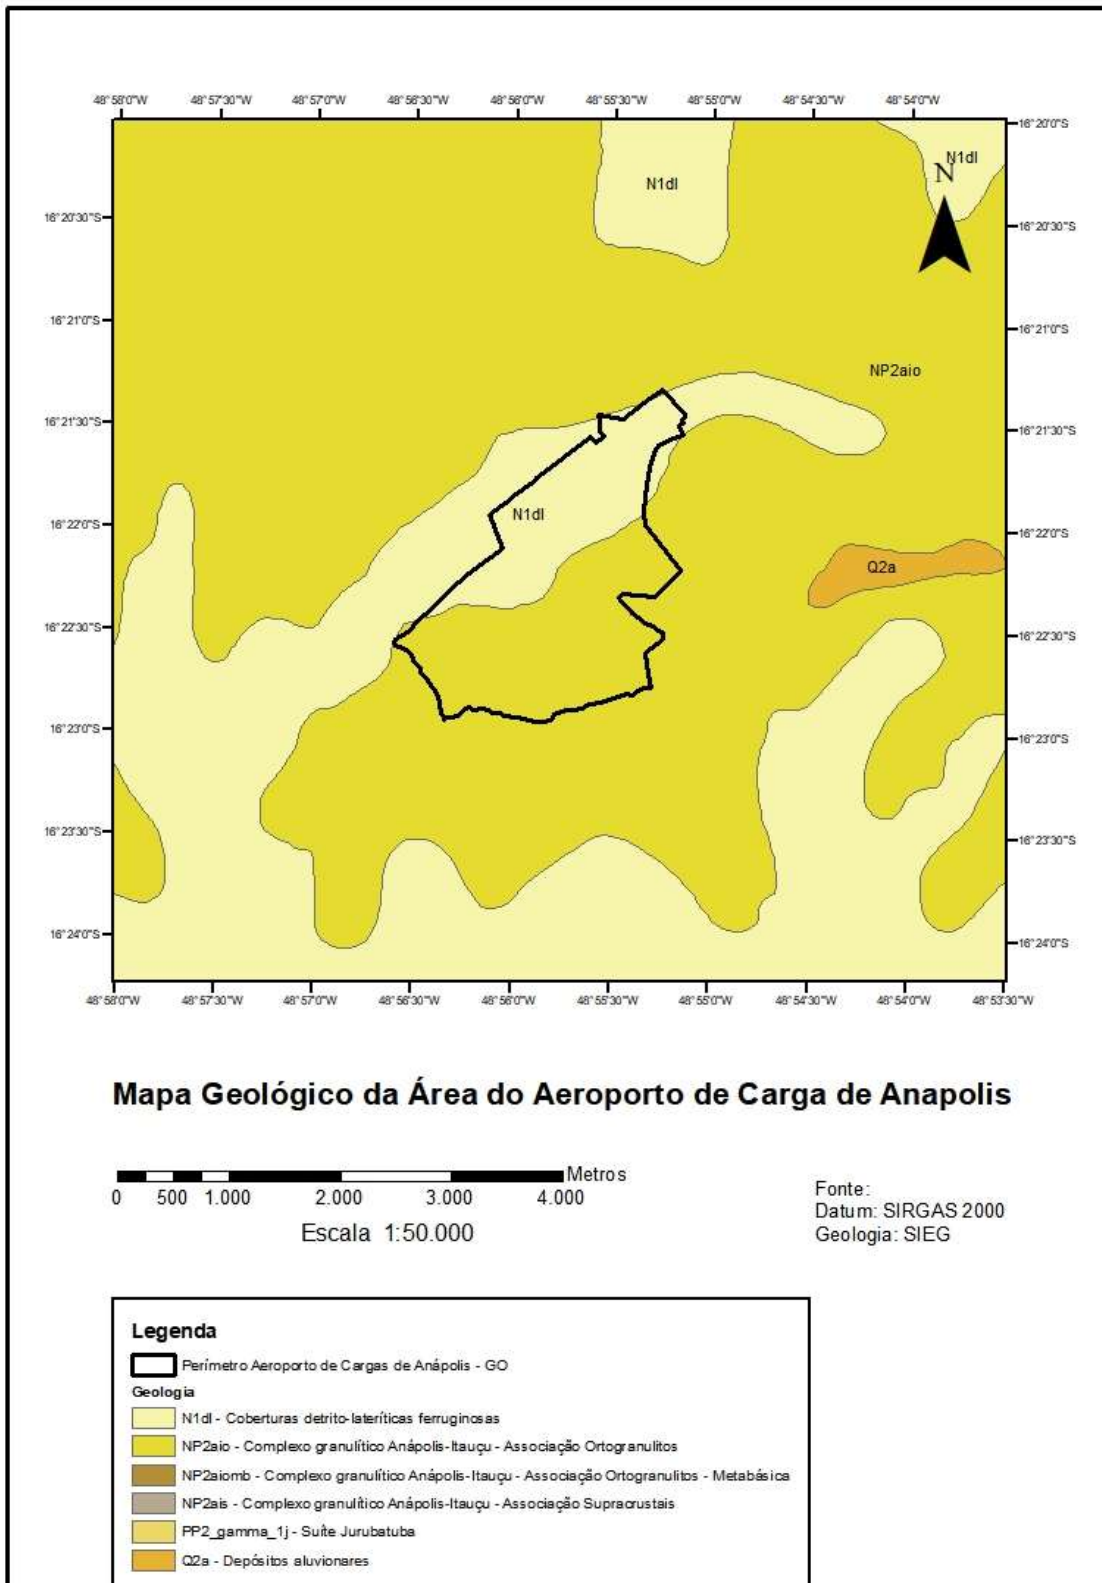 48°58'0"W 48°57'30"W 48°57'0"W 48°56'30"W 48°56'0"W 48°55'30"W 48°55'0"W 48°54'30"W 48°54'0"W
16°20'0"S
N1dl
N
N1dl
16°20'30"S
16°20'30"S
16°21'0"S
16°21'0"S
NP2aio
16°21'30"S
16°21'30"S
N1dl
16°22'0"S
16°22'0"S
Q2a
16°22'30"S
16°22'30"S
16°23'0"S
16°23'0"S
16°23'30"S
16°23'30"S
16°24'0"S
16°24'0"S
48°58'0"W 48°57'30"W 48°57'0"W 48°56'30"W 48°56'0"W 48°55'30"W 48°55'0"W 48°54'30"W 48°54'0"W 48°53'30"W
Mapa Geológico da Área do Aeroporto de Carga de Anapolis
Metros
0 500 1.000 2.000 3.000 4.000
Escala 1:50.000
Fonte:
Datum: SIRGAS 2000
Geologia: SIEG
Legenda
Perímetro Aeroporto de Cargas de Anápolis - GO
Geologia
N1dl - Coberturas detrito-lateríticas ferruginosas
NP2aio - Complexo granulítico Anápolis-Itauçu - Associação Ortogranulitos
NP2aiomb - Complexo granulítico Anápolis-Itauçu - Associação Ortogranulitos - Metabásica
NP2ais - Complexo granulítico Anápolis-Itauçu - Associação Supracrustais
PP2_gamma_1j - Suíte Jurubatuba
Q2a - Depósitos aluvionares